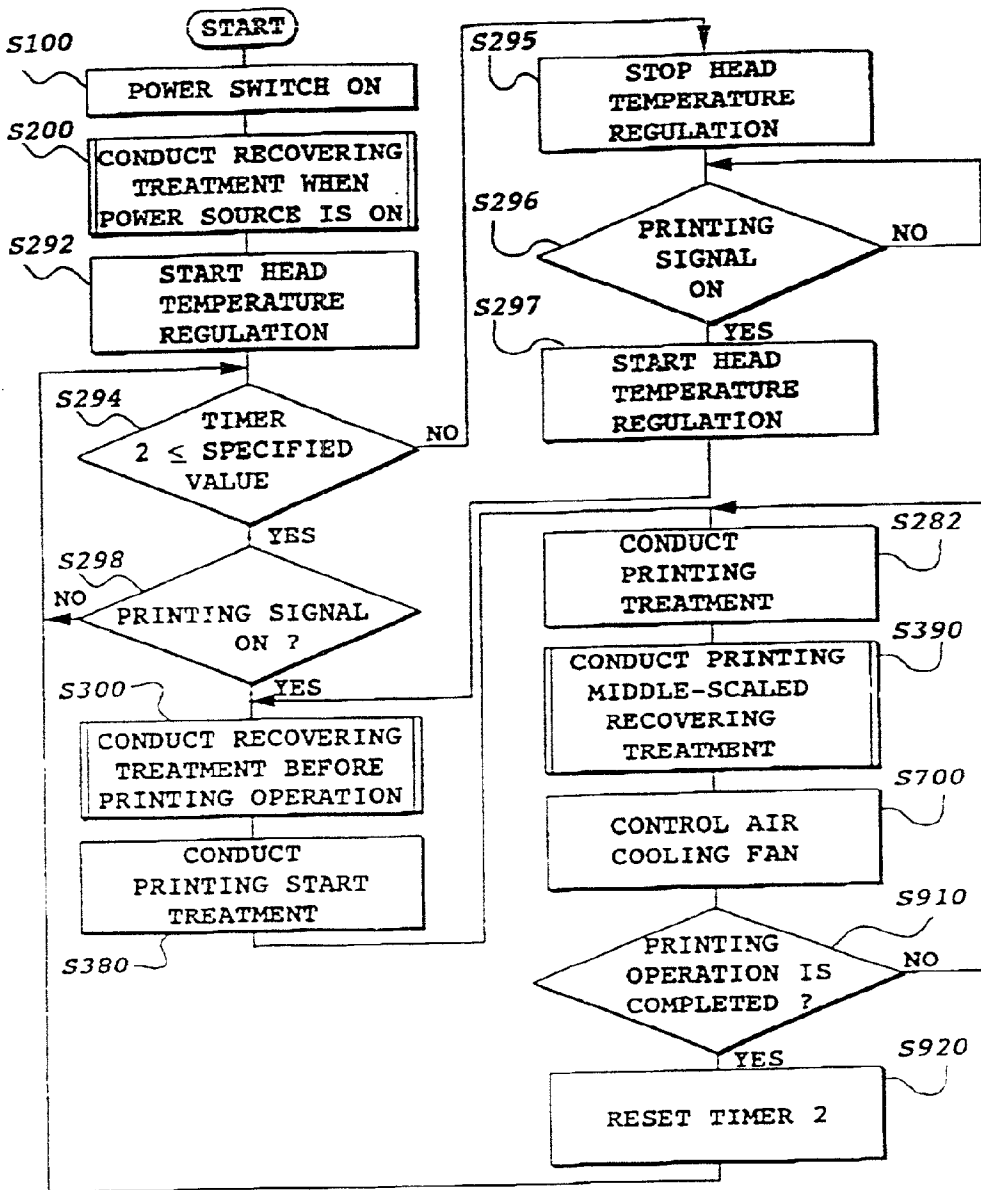 START
S100
POWER SWITCH ON
S200
CONDUCT RECOVERING
TREATMENT WHEN
POWER SOURCE IS ON
S292
START HEAD
TEMPERATURE
REGULATION
S294
TIMER
2 ≤ SPECIFIED
VALUE
NO
YES
S298
NO
PRINTING SIGNAL
ON ?
YES
S300
CONDUCT RECOVERING
TREATMENT BEFORE
PRINTING OPERATION
CONDUCT
PRINTING START
TREATMENT
S380
S295
STOP HEAD
TEMPERATURE
REGULATION
S296
PRINTING
SIGNAL
ON
NO
S297
YES
START HEAD
TEMPERATURE
REGULATION
S282
CONDUCT
PRINTING
TREATMENT
S390
CONDUCT PRINTING
MIDDLE-SCALED
RECOVERING
TREATMENT
S700
CONTROL AIR
COOLING FAN
S910
PRINTING
OPERATION IS
COMPLETED ?
NO
YES
S920
RESET TIMER 2